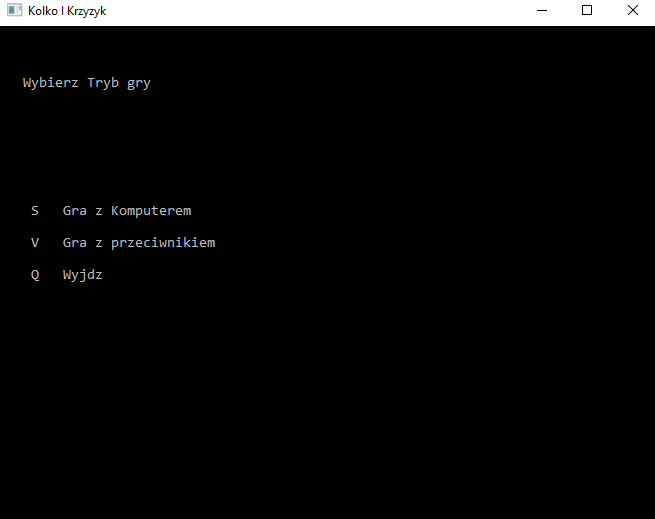 Kolko I Krzyzyk
Wybierz Tryb gry
S Gra z Komputerem
V Gra z przeciwnikiem
Q Wyjdz